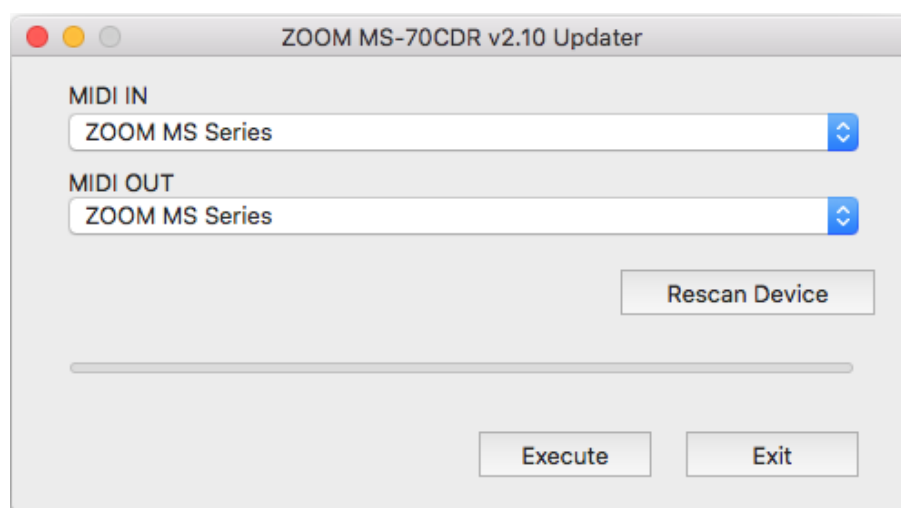 ZOOM MS-70CDR v2.10 Updater
MIDI IN
ZOOM MS Series
MIDI OUT
ZOOM MS Series
Rescan Device
Execute Exit